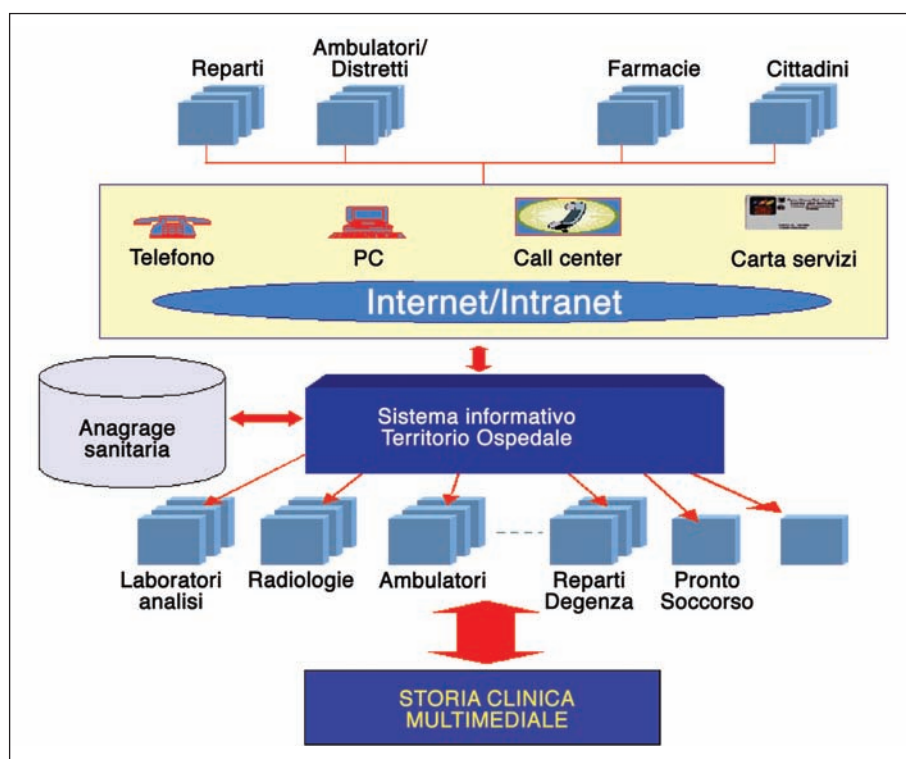 Reparti
Ambulatori/
Distretti
Farmacie
Cittadini
Telefono
PC
Call center
Carta servizi
Internet/Intranet
Anagrage
sanitaria
Sistema informativo
Territorio Ospedale
Laboratori
analisi
Radiologie
Ambulatori
Reparti
Degenza
Pronto
Soccorso
STORIA CLINICA
MULTIMEDIALE